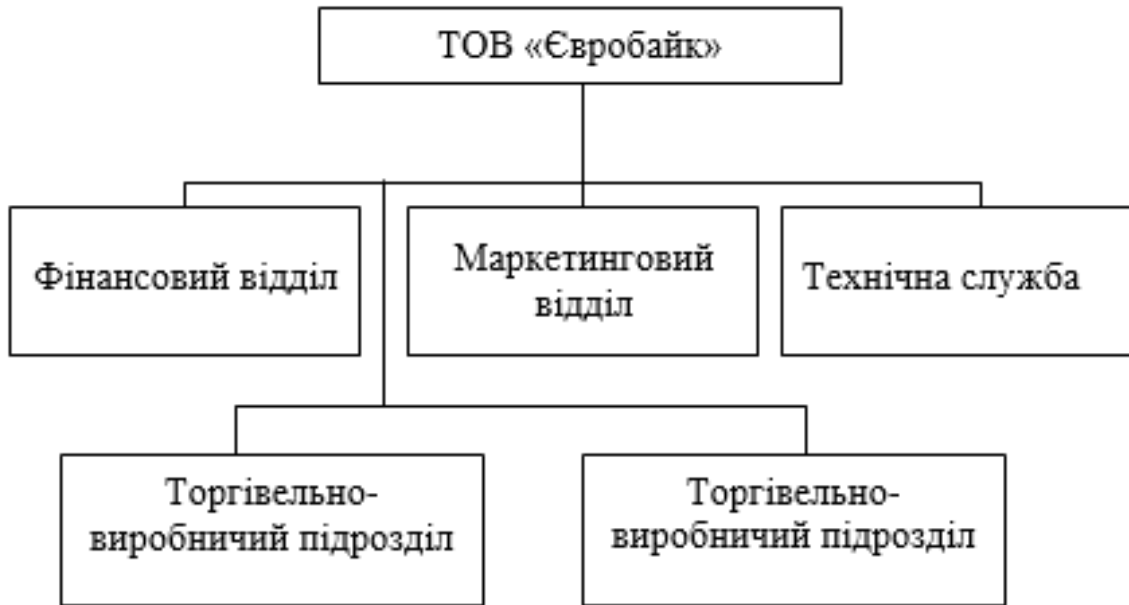 ТОВ «Євробайк»
Фінансовий відділ
Маркетинговий
відділ
Технічна служба
Торгівельно-
виробничий підрозділ
Торгівельно-
виробничий підрозділ